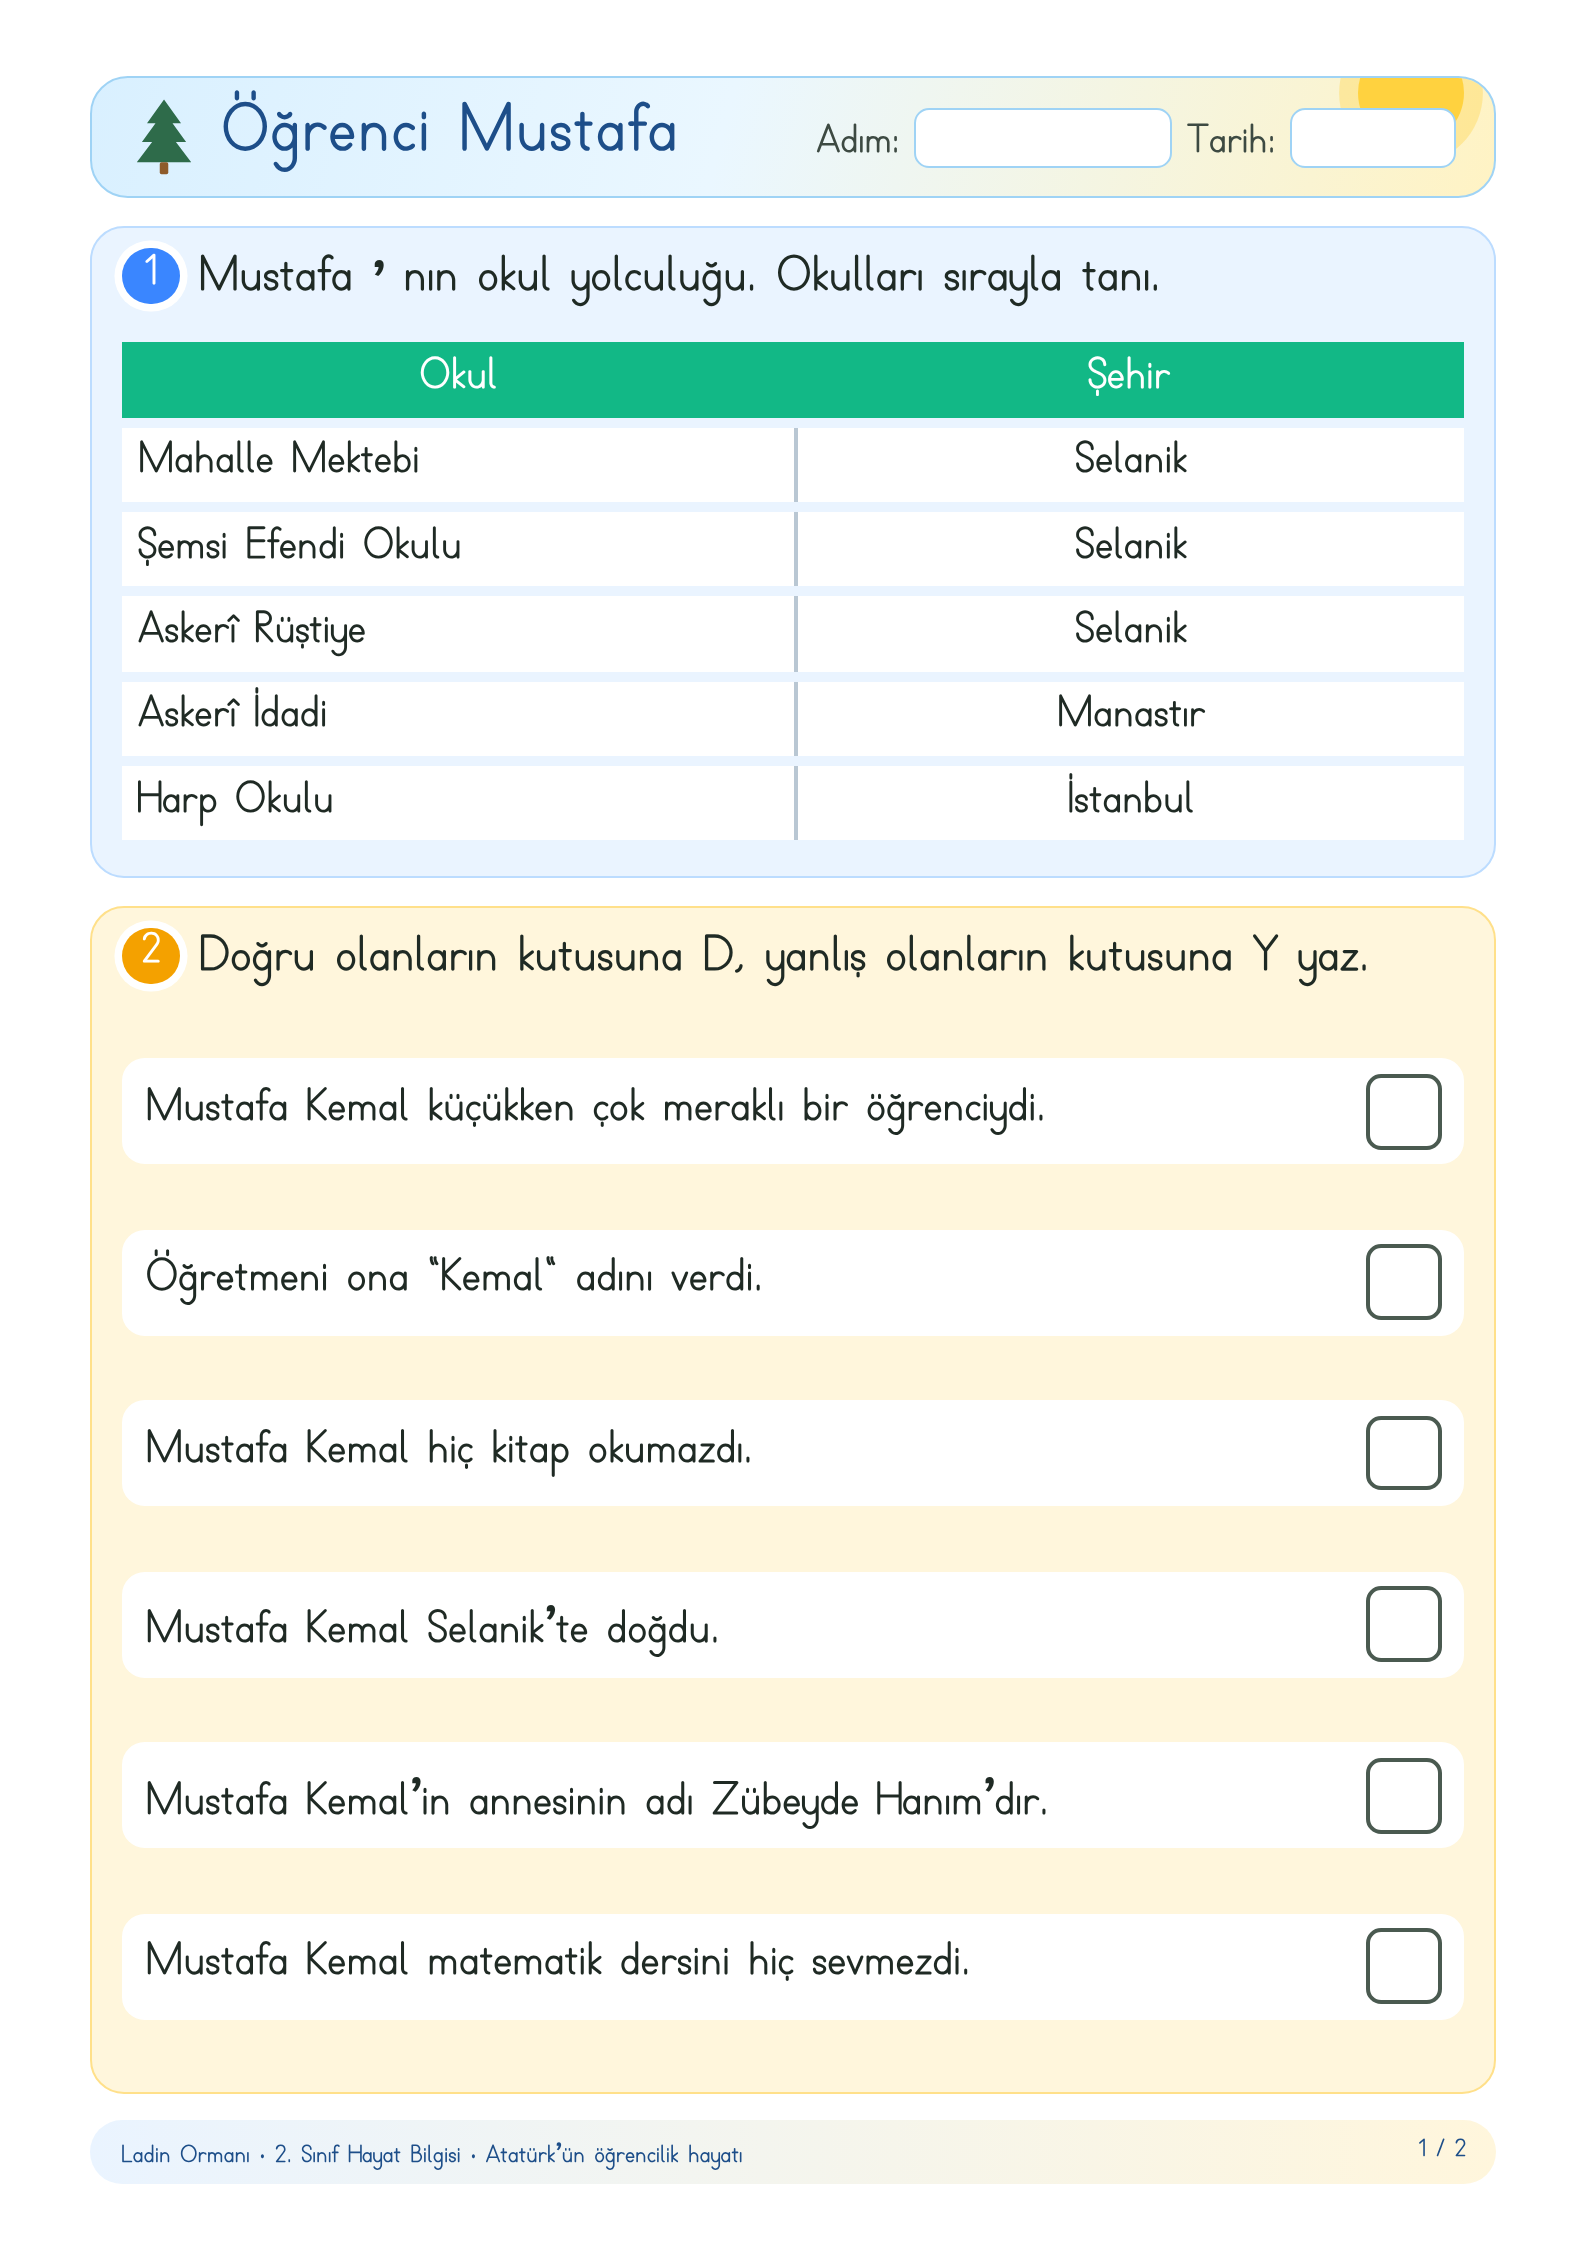 Öğrenci Mustafa
Adım:
Tarih:
1 Mustafa ’ nın okul yolculuğu. Okulları sırayla tanı.
Okul Şehir
Mahalle Mektebi Selanik
Şemsi Efendi Okulu Selanik
Askerî Rüştiye Selanik
Askerî İdadi Manastır
Harp Okulu İstanbul
2 Doğru olanların kutusuna D, yanlış olanların kutusuna Y yaz.
Mustafa Kemal küçükken çok meraklı bir öğrenciydi.
Öğretmeni ona “Kemal“ adını verdi.
Mustafa Kemal hiç kitap okumazdı.
Mustafa Kemal Selanik’te doğdu.
Mustafa Kemal’in annesinin adı Zübeyde Hanım’dır.
Mustafa Kemal matematik dersini hiç sevmezdi.
Ladin Ormanı • 2. Sınıf Hayat Bilgisi • Atatürk’ün öğrencilik hayatı
1 / 2